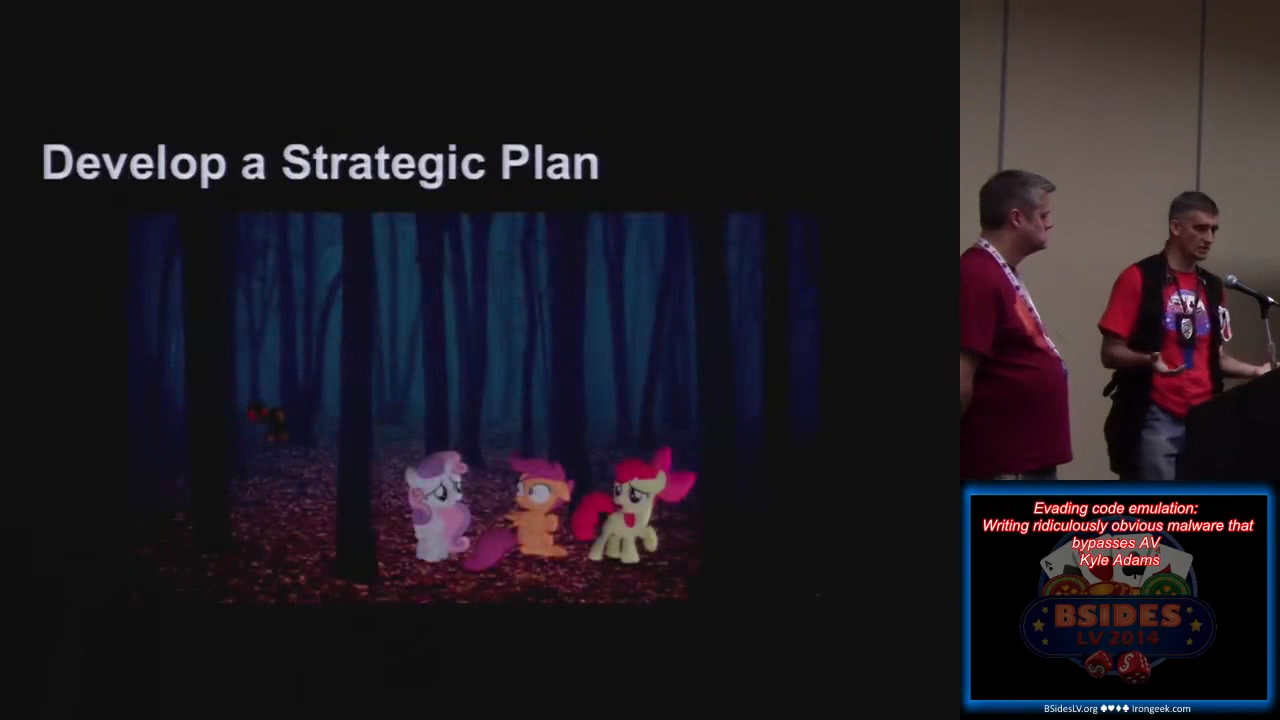 Develop a Strategic Plan
Evading code emulation:
Writing ridiculously obvious malware that
bypasses AV
Kyle Adams
BSIDES
LV 2014
BSidesLV.org ♠♥♦♣ Irongeek.com